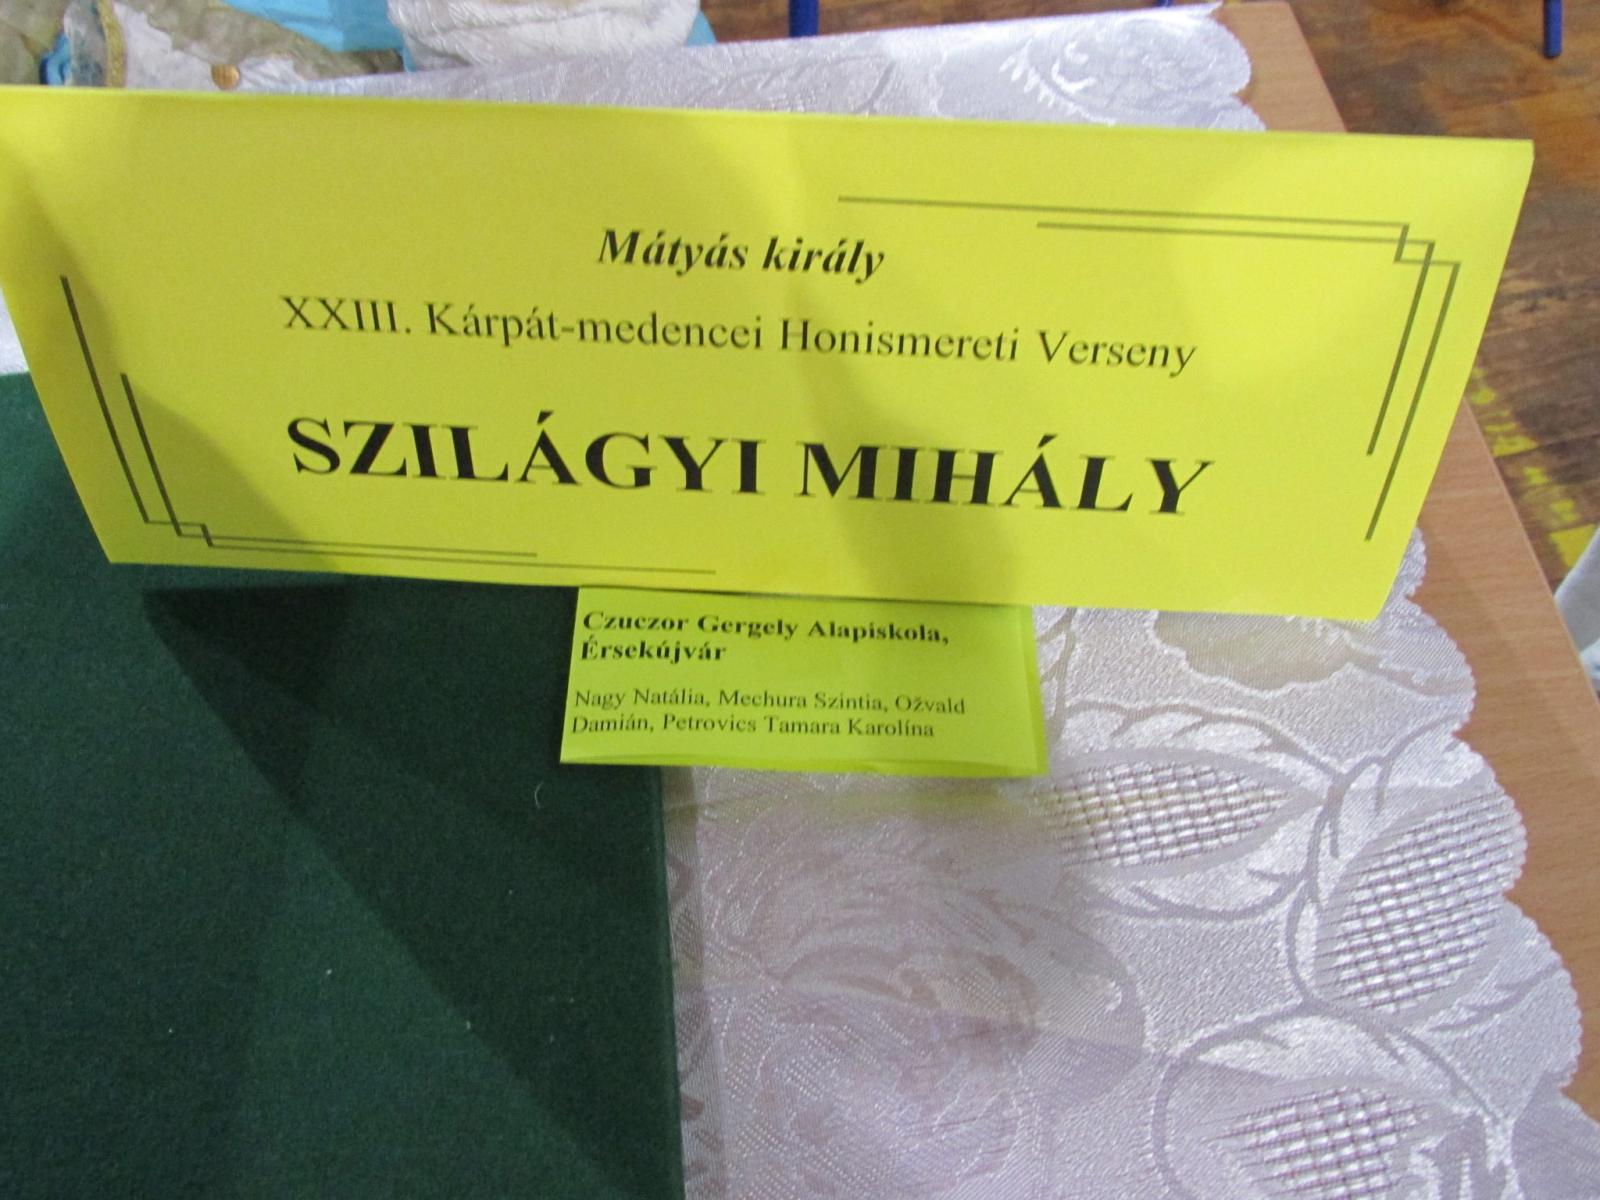 Mátyás király
XXIII. Kárpát-medencei Honismereti Verseny
SZILÁGYI MIHÁLY
Czuczor Gergely Alapiskola,
Érsekújvár
Nagy Natália, Mechura Szintia, Ožvald
Damián, Petrovics Tamara Karolína